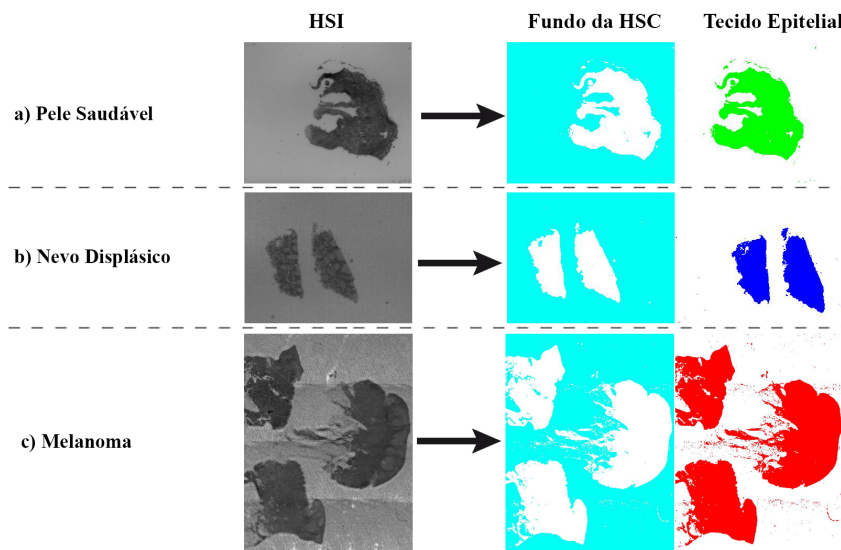 HSI
Fundo da HSC
Tecido Epitelial
a) Pele Saudável
b) Nevo Displásico
c) Melanoma